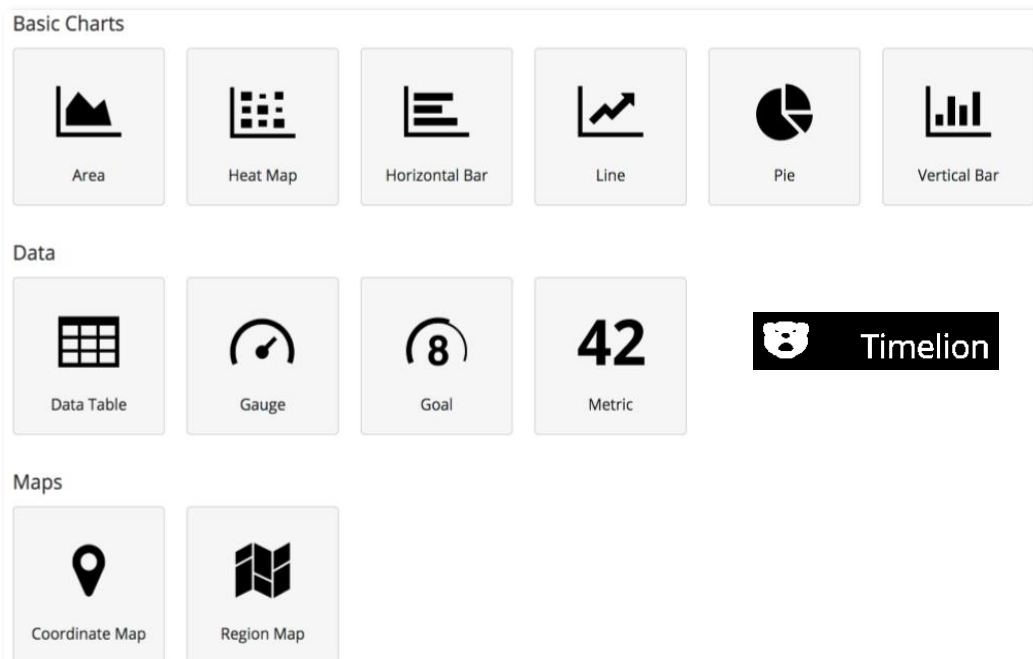 Basic Charts
Area
Heat Map
Horizontal Bar
Line
Pie
Vertical Bar
Data
8
42
Data Table
Gauge
Goal
Metric
Timelion
Maps
Coordinate Map
Region Map